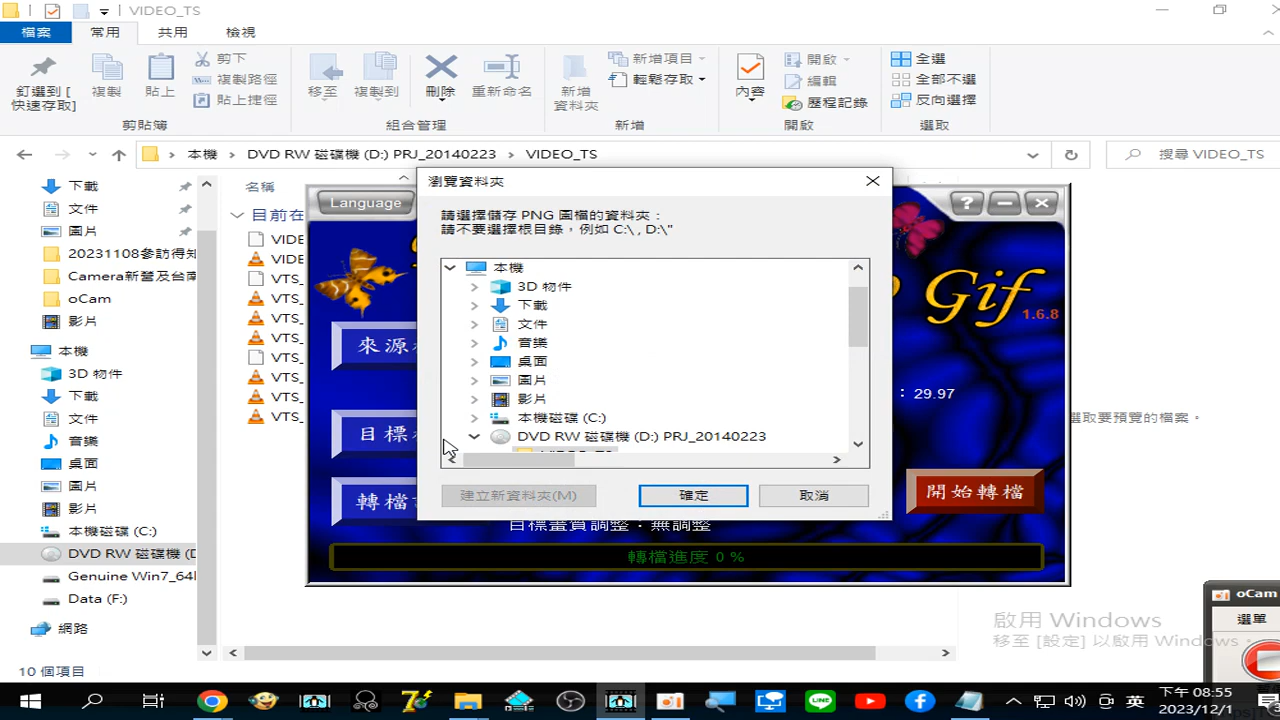 VIDEO_TS
檔案 常用 共用 檢視
釘選到 [
快速存取]
複製
貼上
剪下
複製路徑
貼上捷徑
剪貼簿
移至
複製到
刪除
重新命名
組合管理
新增
資料夾
新增項目
輕鬆存取
新增
內容
開啟
編輯
歷程記錄
開啟
全選
全部不選
反向選擇
選取
本機 DVD RW 磁碟機 (D:) PRJ_20140223 VIDEO_TS
搜尋 VIDEO_TS
下載
文件
圖片
20231108參訪得知
Camera新營及台南
oCam
影片
本機
3D 物件
下載
文件
音樂
桌面
圖片
影片
本機磁碟 (C:)
DVD RW 磁碟機 (D
Genuine Win7_64
Data (F:)
網路
10 個項目
名稱
目前在
VIDE
VIDE
VTS_
VTS_
VTS_
VTS_
VTS_
VTS_
VTS_
VTS_
Language
Gif
1.6.8
來源
目標
轉檔
: 29.97
開始轉檔
目標畫質調整：無調整
轉檔進度 0 %
瀏覽資料夾
請選擇儲存 PNG 圖檔的資料夾：
請不要選擇根目錄，例如 C:\ , D:\"
本機
3D 物件
下載
文件
音樂
桌面
圖片
影片
本機磁碟 (C:)
DVD RW 磁碟機 (D:) PRJ_20140223
建立新資料夾(M)
確定
取消
選取要預覽的檔案。
啟用 Windows
移至 [設定] 以啟用 Windows。
oCam
選單
英
下午 08:55
2023/12/1